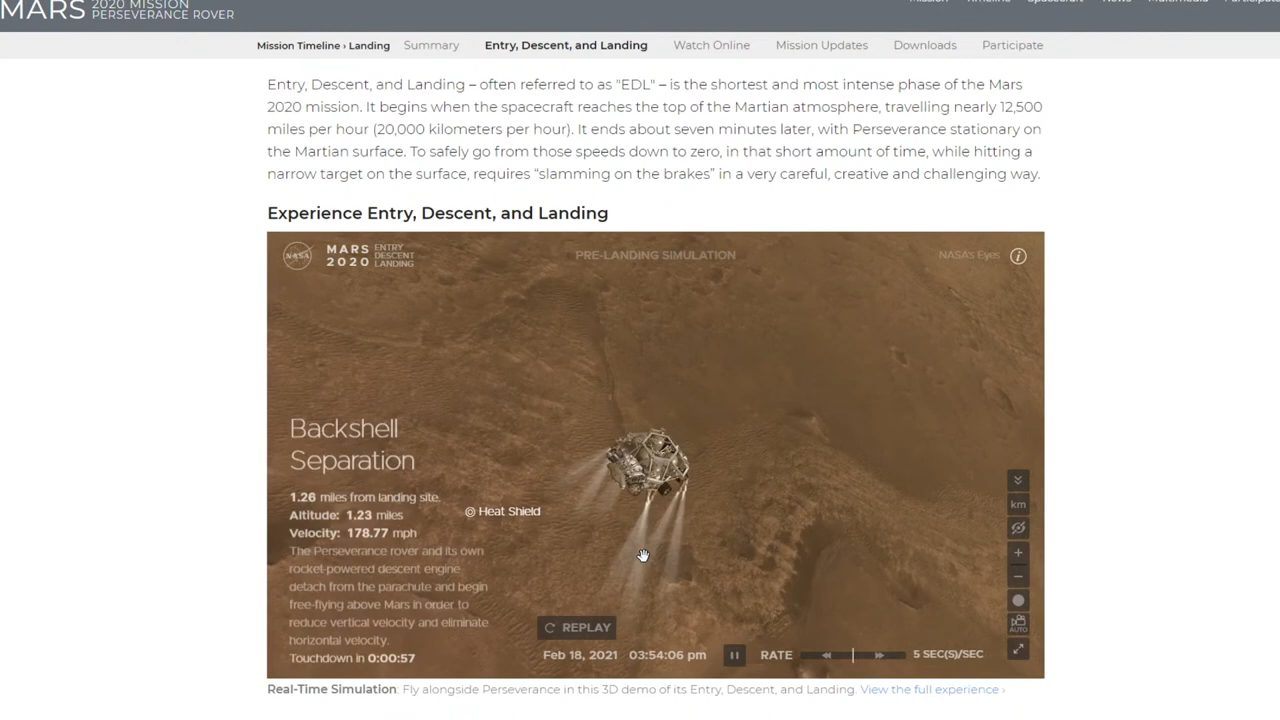 MARS 2020 MISSION
PERSEVERANCE ROVER
Mission Timeline Spacecraft News Multimedia Participate
Mission Timeline › Landing Summary Entry, Descent, and Landing Watch Online Mission Updates Downloads Participate
Entry, Descent, and Landing – often referred to as "EDL" – is the shortest and most intense phase of the Mars
2020 mission. It begins when the spacecraft reaches the top of the Martian atmosphere, travelling nearly 12,500
miles per hour (20,000 kilometers per hour). It ends about seven minutes later, with Perseverance stationary on
the Martian surface. To safely go from those speeds down to zero, in that short amount of time, while hitting a
narrow target on the surface, requires “slamming on the brakes” in a very careful, creative and challenging way.
Experience Entry, Descent, and Landing
NASA
MARS 2020
ENTRY
DESCENT
LANDING
PRE-LANDING SIMULATION
NASA's Eyes
i
Backshell
Separation
1.26 miles from landing site.
Altitude: 1.23 miles
Velocity: 178.77 mph
The Perseverance rover and its own
rocket-powered descent engine
detach from the parachute and begin
free-flying above Mars in order to
reduce vertical velocity and eliminate
horizontal velocity.
Touchdown in 0:00:57
Heat Shield
km
AUTO
REPLAY
Feb 18, 2021 03:54:06 pm RATE 5 SEC(S)/SEC
Real-Time Simulation: Fly alongside Perseverance in this 3D demo of its Entry, Descent, and Landing. View the full experience ›